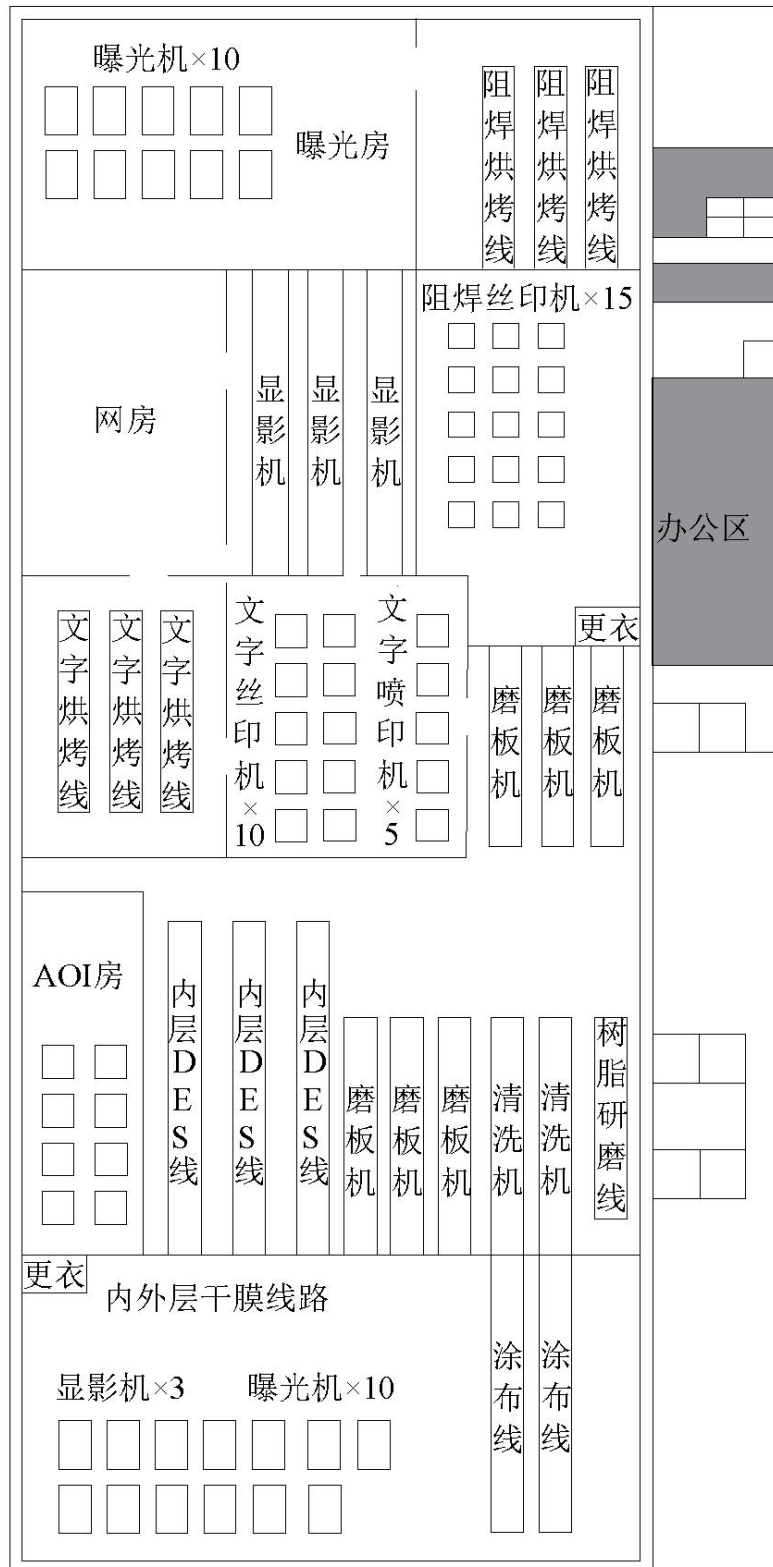 曝光机×10
曝光房
阻焊烘烤线
阻焊烘烤线
阻焊烘烤线
网房
显影机
显影机
显影机
阻焊丝印机×15
办公区
更衣
文字烘烤线
文字烘烤线
文字烘烤线
文字丝印机×10
文字喷印机×5
磨板机
磨板机
磨板机
AOI房
内层DES线
内层DES线
内层DES线
磨板机
磨板机
磨板机
清洗机
清洗机
树脂研磨线
更衣
内外层干膜线路
显影机×3
曝光机×10
涂布线
涂布线